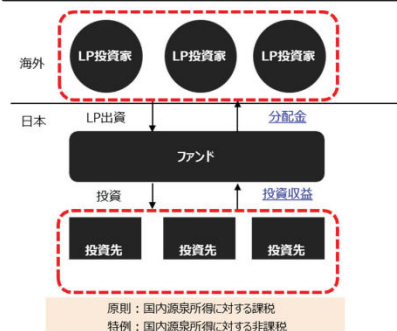 海外
LP投資家 LP投資家 LP投資家
日本
LP出資 分配金
ファンド
投資 投資収益
投資先 投資先 投資先
原則：国内源泉所得に対する課税
特例：国内源泉所得に対する非課税